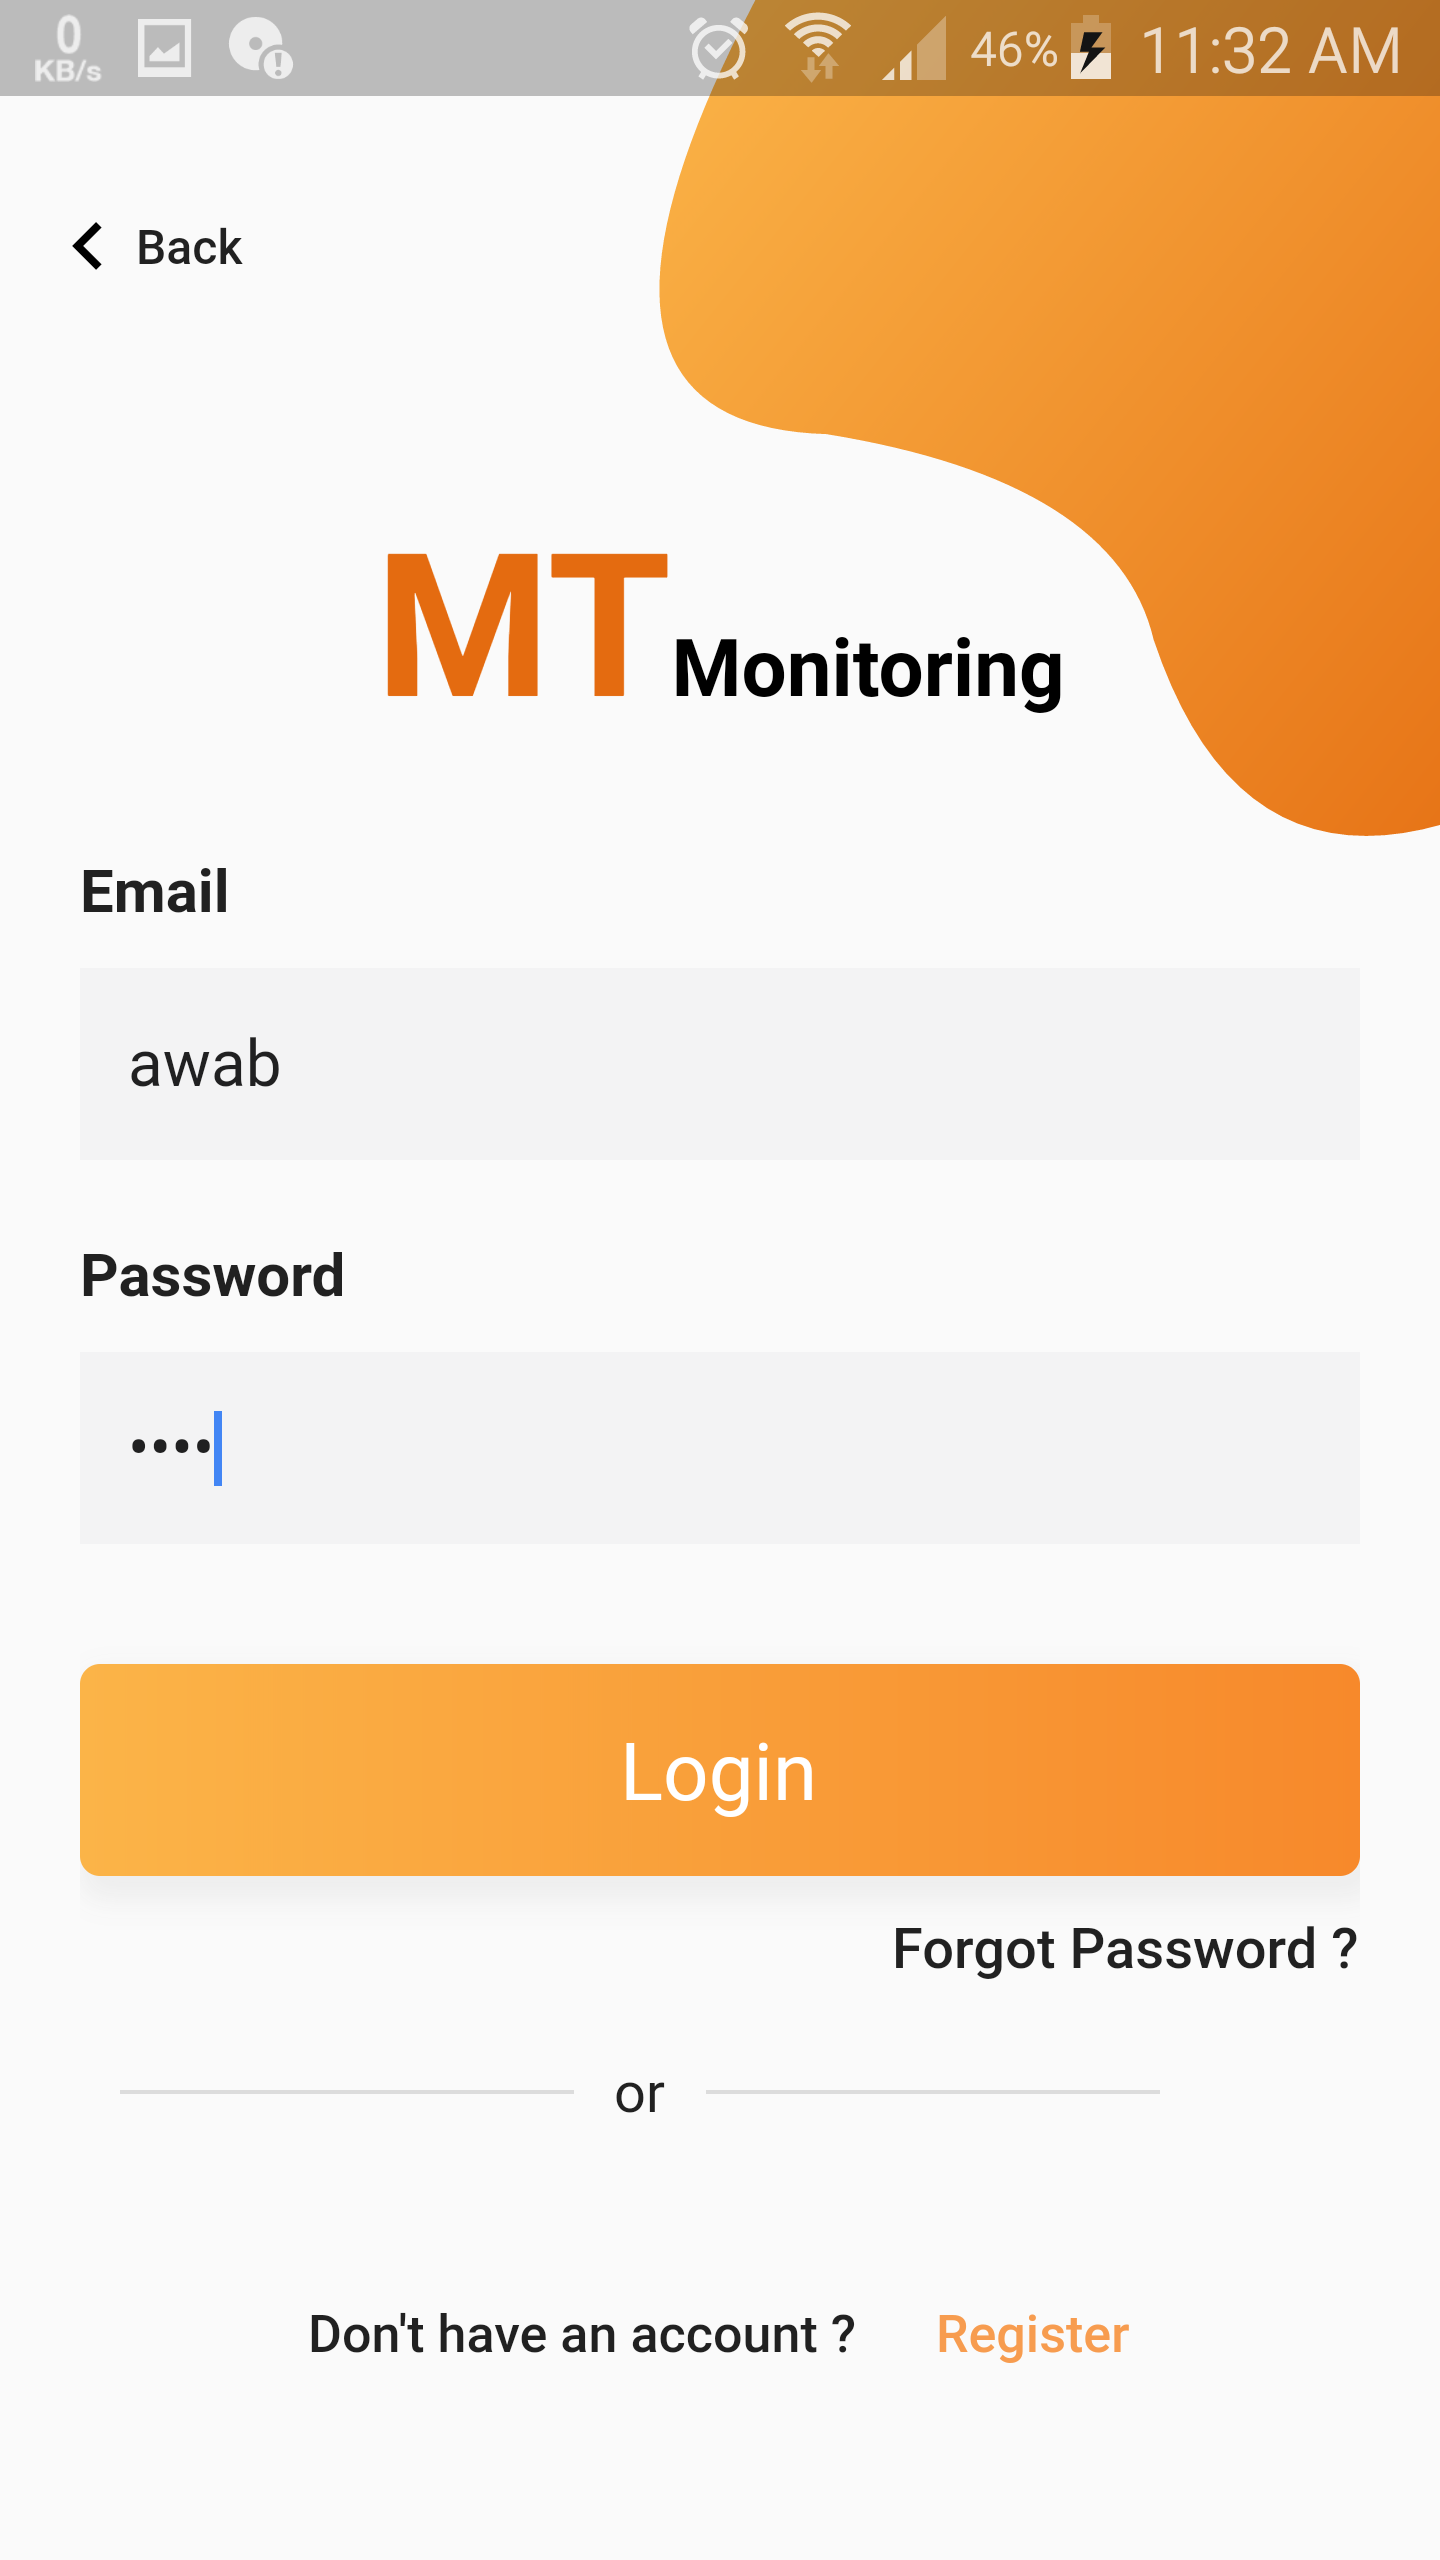 0
KB/s
46%
11:32 AM
Back
MT Monitoring
Email
awab
Password
••••
Login
Forgot Password ?
or
Don't have an account ? Register